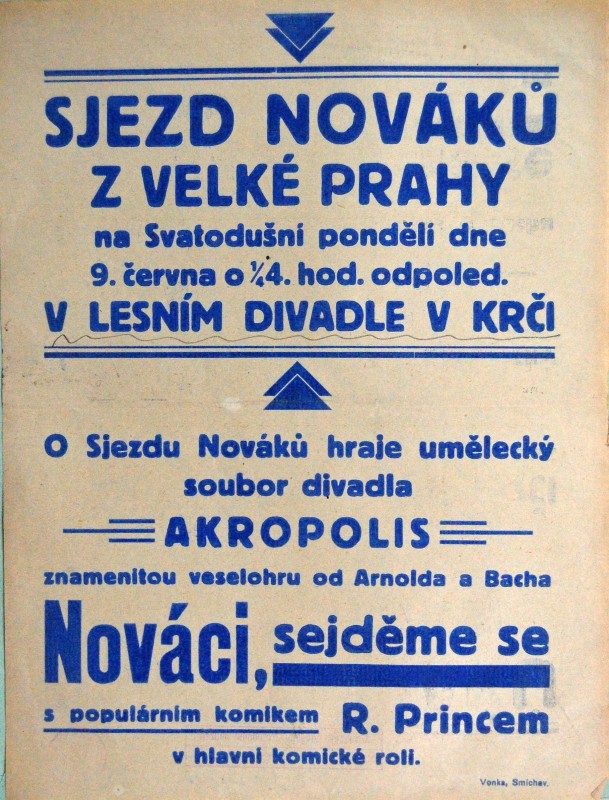 SJEZD NOVÁKŮ
Z VELKÉ PRAHY
na Svatodušní pondělí dne
9. června o ¼4. hod. odpoled.
V LESNÍM DIVADLE V KRČI
O Sjezdu Nováků hraje umělecký
soubor divadla
AKROPOLIS
znamenitou veselohru od Arnolda a Bacha
Nováci, sejděme se
s populárním komikem R. Princem
v hlavní komické roli.
Vonka, Smíchov.